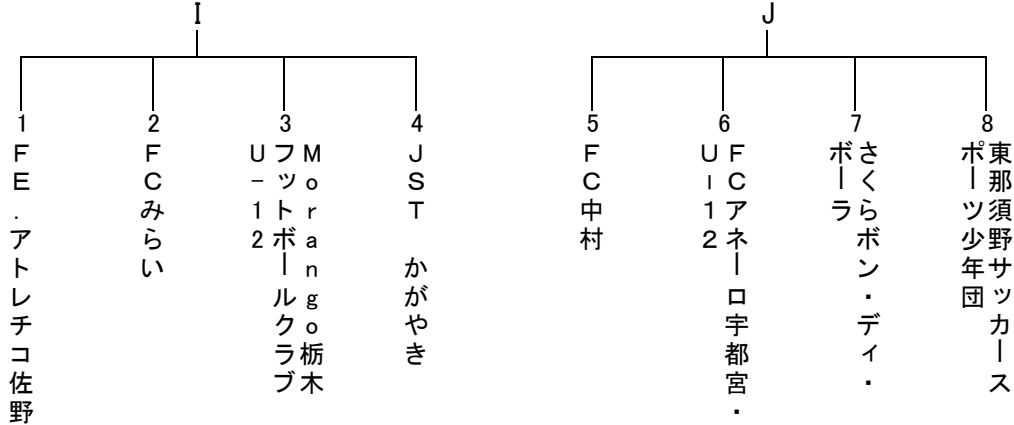 I
J
1
2
3
4
5
6
7
8
ＦＥ．アトレチコ佐野
ＦＣみらい
Ｍｏｒａｎｇｏ栃木
フットボールクラブ
Ｕ－１２
ＪＳＴ　かがやき
ＦＣ中村
ＦＣアネーロ宇都宮・
Ｕ－１２
さくらボン・ディ・
ボーラ
東那須野サッカース
ポーツ少年団